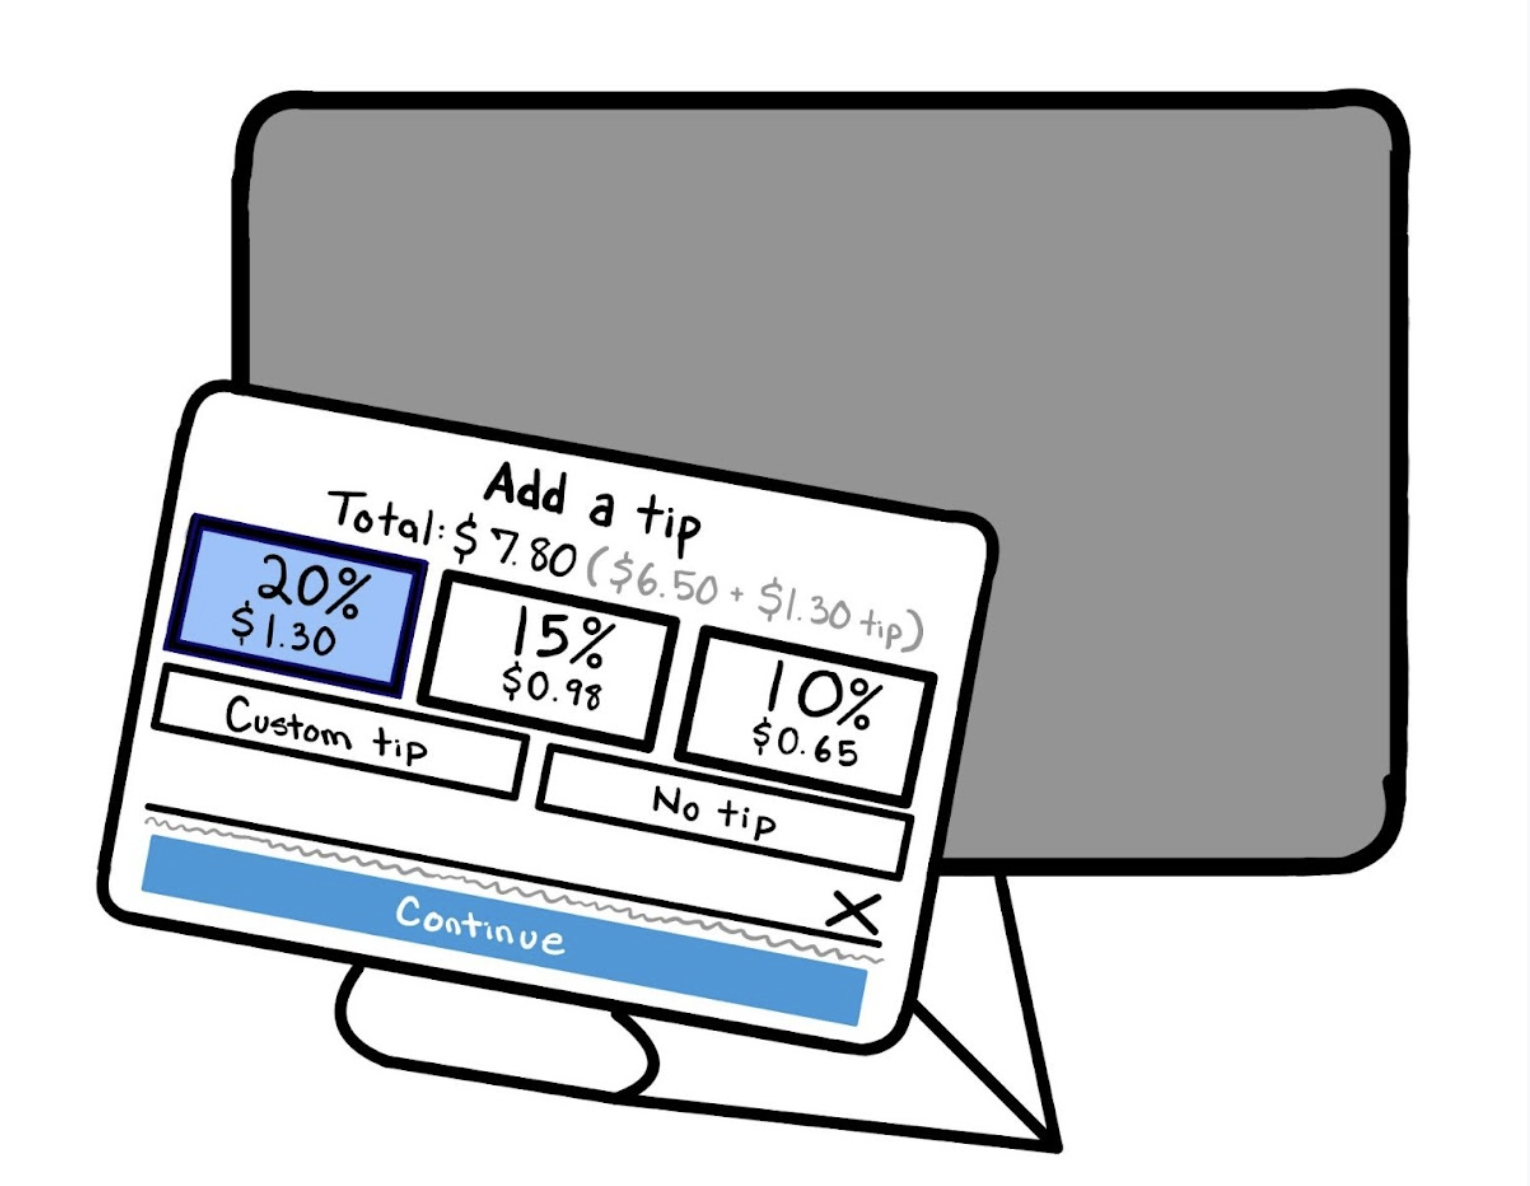 Add a tip
Total: $7.80 ($6.50 + $1.30 tip)
20%
$1.30
15%
$0.98
10%
$0.65
Custom tip
No tip
X
Continue